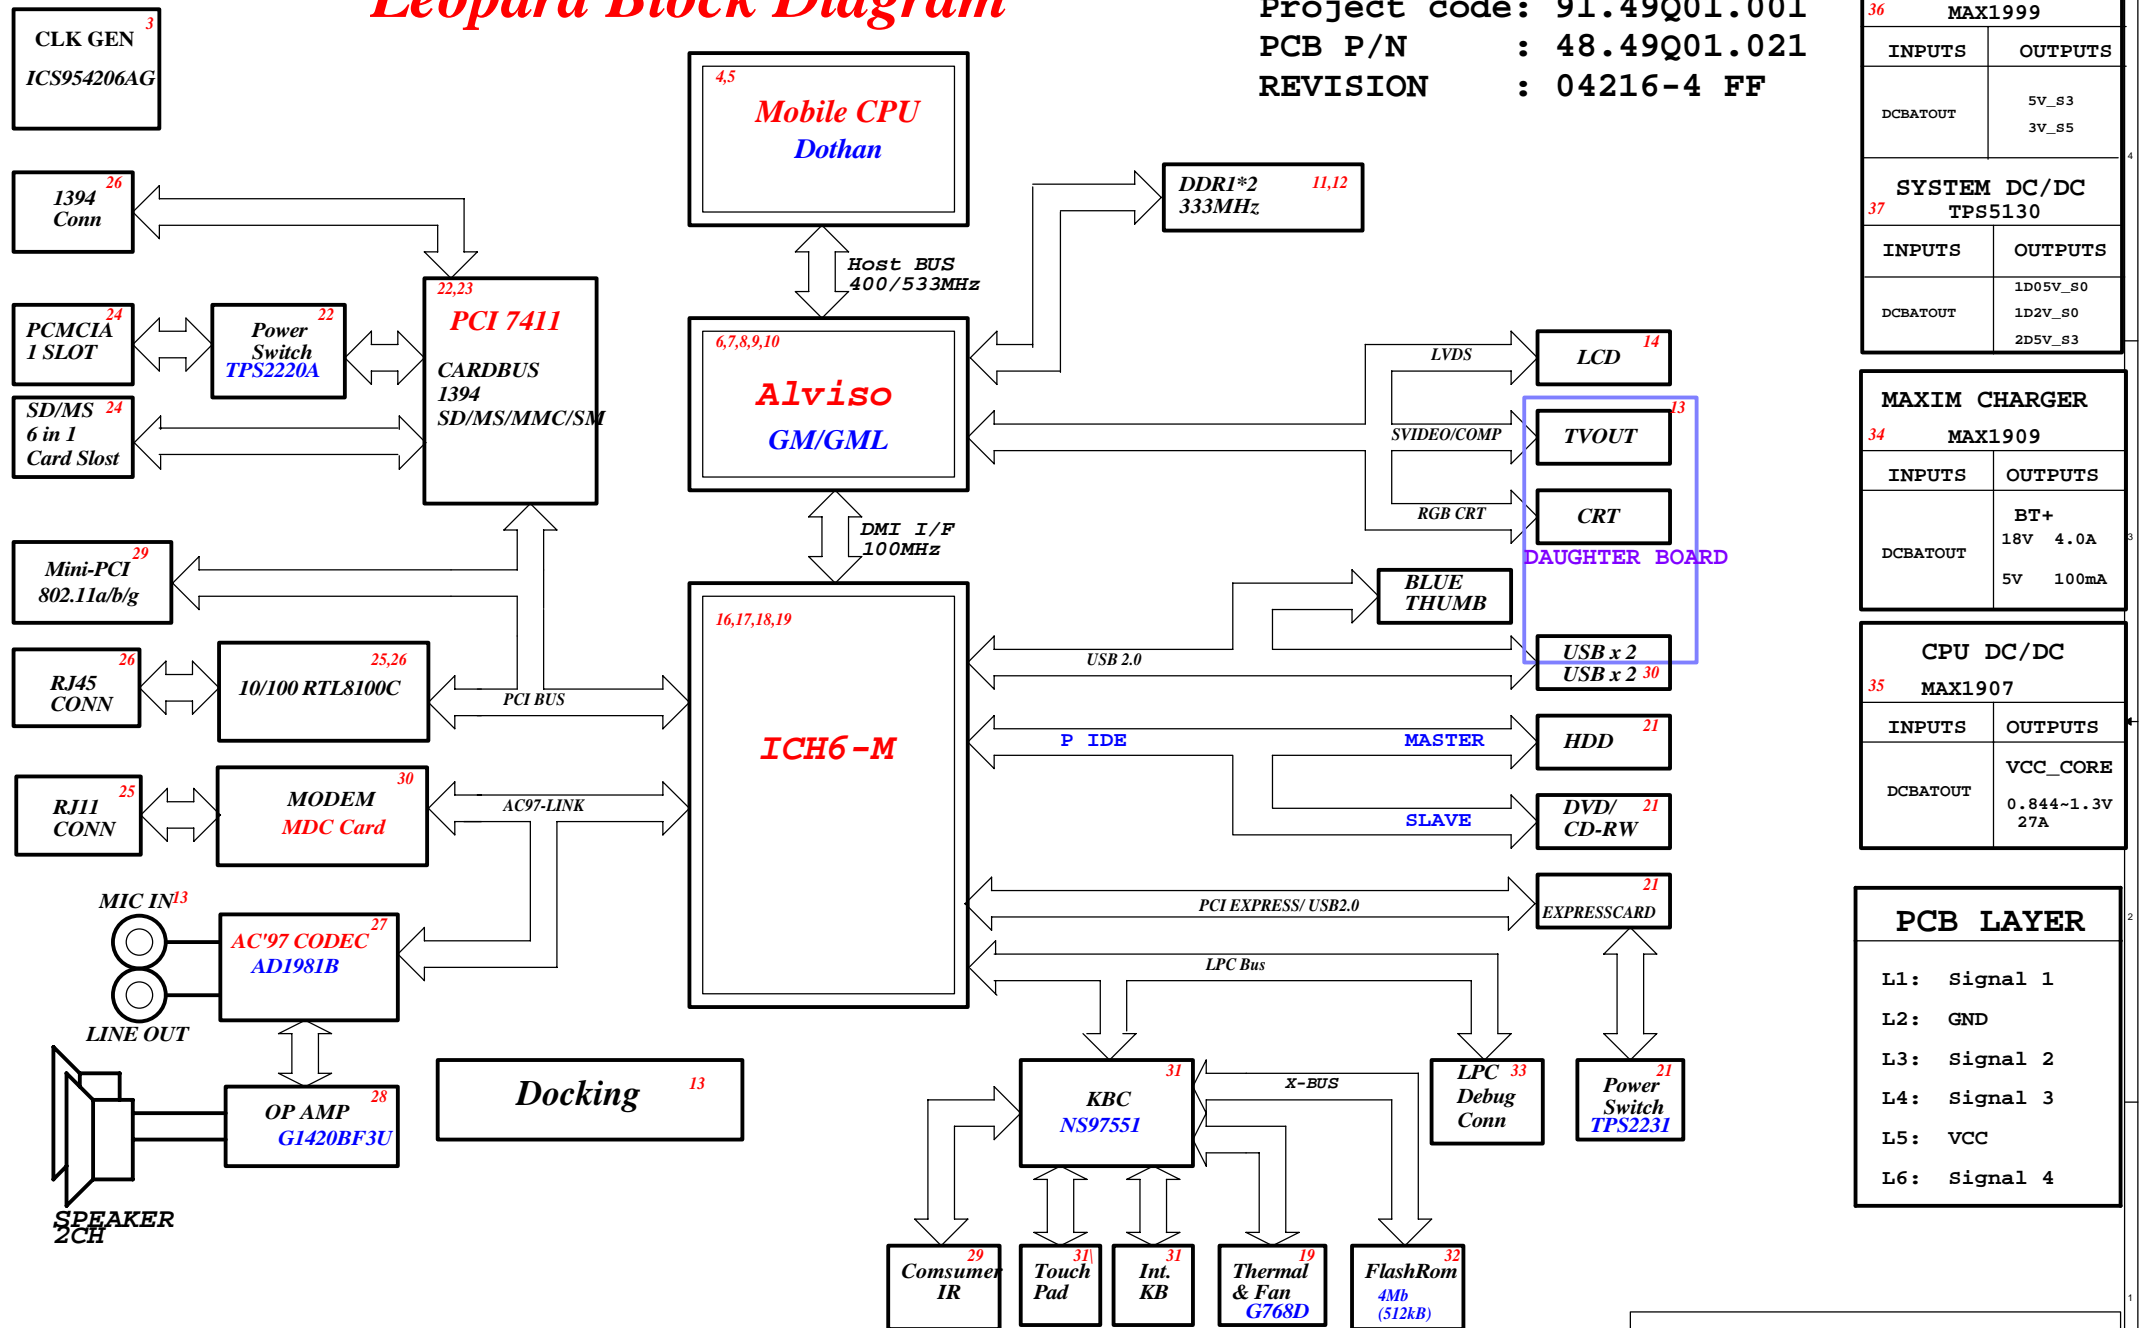 Leopard Block Diagram
Project code: 91.49Q01.001
PCB P/N : 48.49Q01.021
REVISION : 04216-4 FF
CLK GEN 3
ICS954206AG
4,5
Mobile CPU
Dothan
1394 26
Conn
DDR1*2 11,12
333MHz
Host BUS
400/533MHz
22,23
PCI 7411
CARDBUS
1394
SD/MS/MMC/SM
PCMCIA 24
1 SLOT
Power 22
Switch
TPS2220A
SD/MS 24
6 in 1
Card Slost
6,7,8,9,10
Alviso
GM/GML
LVDS
LCD 14
SVIDEO/COMP
TVOUT 13
RGB CRT
CRT
DAUGHTER BOARD
DMI I/F
100MHz
Mini-PCI 29
802.11a/b/g
BLUE
THUMB
16,17,18,19
ICH6-M
USB 2.0
USB x 2
USB x 2 30
RJ45 26
CONN
25,26
10/100 RTL8100C
PCI BUS
P IDE
MASTER
HDD 21
SLAVE
DVD/ 21
CD-RW
RJ11 25
CONN
30
MODEM
MDC Card
AC97-LINK
PCI EXPRESS/ USB2.0
21
EXPRESSCARD
MIC IN 13
27
AC'97 CODEC
AD1981B
LINE OUT
LPC Bus
28
OP AMP
G1420BF3U
SPEAKER
2CH
Docking 13
31
KBC
NS97551
X-BUS
LPC 33
Debug
Conn
21
Power
Switch
TPS2231
29
Comsumer
IR
31\
Touch
Pad
31
Int.
KB
19
Thermal
& Fan
G768D
32
FlashRom
4Mb
(512kB)
36 MAX1999
INPUTS OUTPUTS
DCBATOUT
5V_S3
3V_S5
SYSTEM DC/DC
37 TPS5130
INPUTS OUTPUTS
DCBATOUT
1D05V_S0
1D2V_S0
2D5V_S3
MAXIM CHARGER
34 MAX1909
INPUTS OUTPUTS
DCBATOUT
BT+
18V 4.0A
5V 100mA
CPU DC/DC
35 MAX1907
INPUTS OUTPUTS
DCBATOUT
VCC_CORE
0.844~1.3V
27A
PCB LAYER
L1: Signal 1
L2: GND
L3: Signal 2
L4: Signal 3
L5: VCC
L6: Signal 4
4
3
2
1